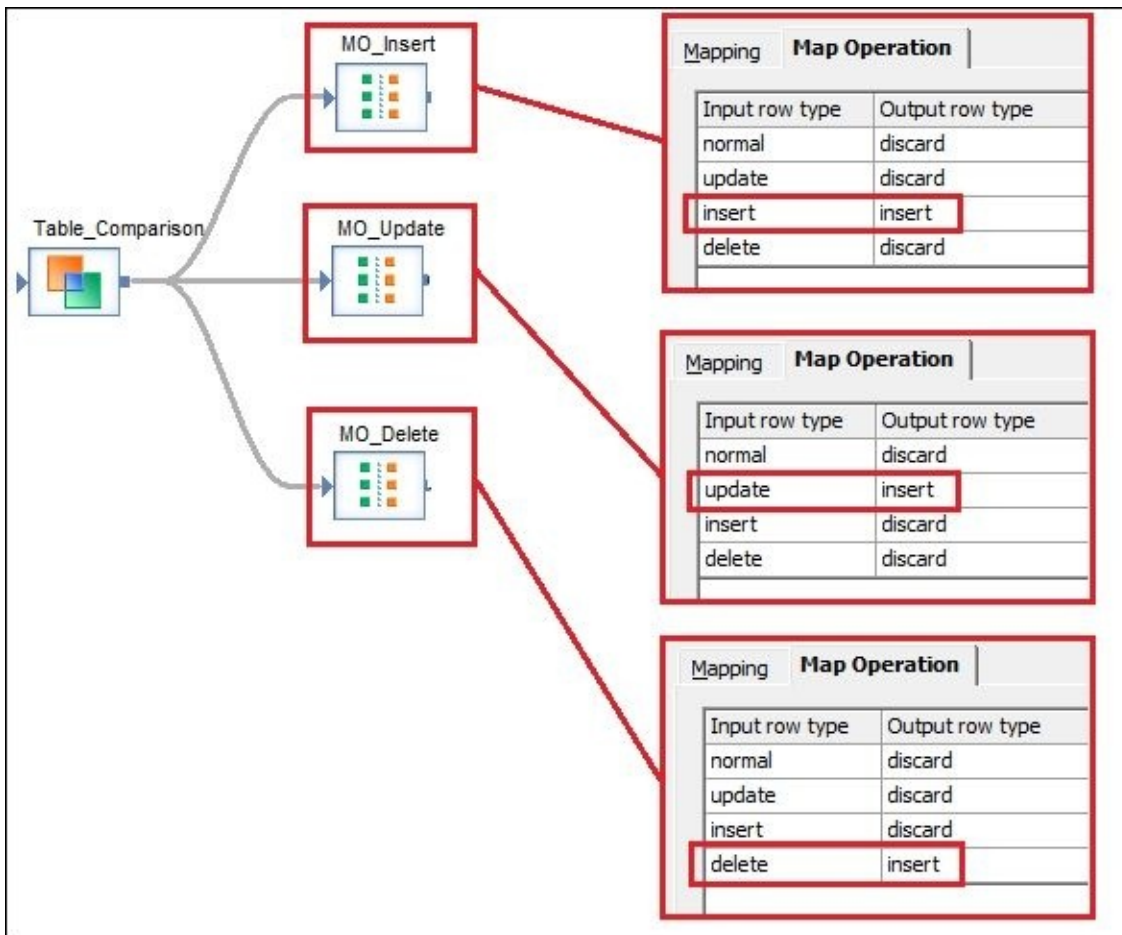 MO_Insert
Table_Comparison
MO_Update
MO_Delete
Mapping Map Operation
Input row type Output row type
normal discard
update discard
insert insert
delete discard
Mapping Map Operation
Input row type Output row type
normal discard
update insert
insert discard
delete discard
Mapping Map Operation
Input row type Output row type
normal discard
update discard
insert discard
delete insert